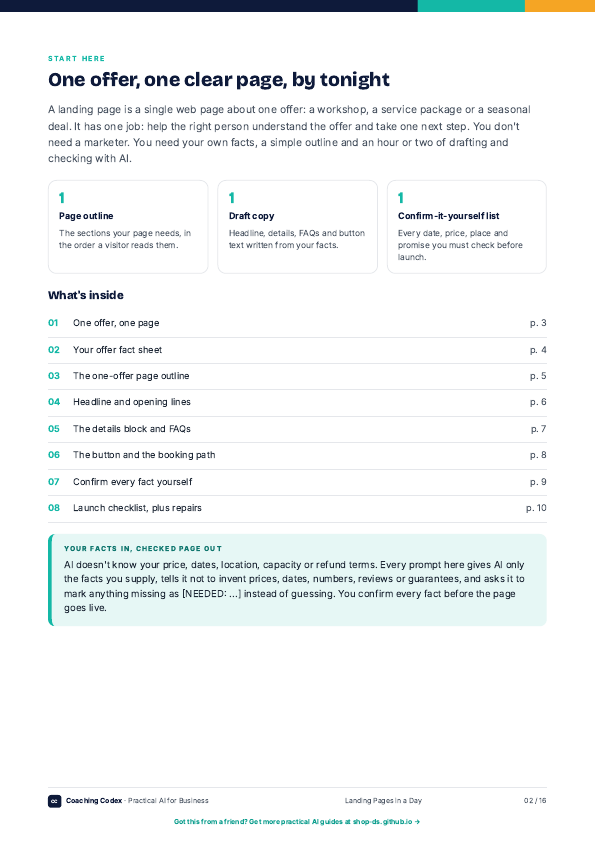 START HERE
One offer, one clear page, by tonight
A landing page is a single web page about one offer: a workshop, a service package or a seasonal
deal. It has one job: help the right person understand the offer and take one next step. You don't
need a marketer. You need your own facts, a simple outline and an hour or two of drafting and
checking with AI.
1
Page outline
The sections your page needs, in
the order a visitor reads them.
1
Draft copy
Headline, details, FAQs and button
text written from your facts.
1
Confirm-it-yourself list
Every date, price, place and
promise you must check before
launch.
What's inside
01 One offer, one page p. 3
02 Your offer fact sheet p. 4
03 The one-offer page outline p. 5
04 Headline and opening lines p. 6
05 The details block and FAQs p. 7
06 The button and the booking path p. 8
07 Confirm every fact yourself p. 9
08 Launch checklist, plus repairs p. 10
YOUR FACTS IN, CHECKED PAGE OUT
AI doesn't know your price, dates, location, capacity or refund terms. Every prompt here gives AI only
the facts you supply, tells it not to invent prices, dates, numbers, reviews or guarantees, and asks it to
mark anything missing as [NEEDED: ...] instead of guessing. You confirm every fact before the page
goes live.
cc Coaching Codex · Practical AI for Business Landing Pages in a Day 02 / 16
Got this from a friend? Get more practical AI guides at shop-ds.github.io →